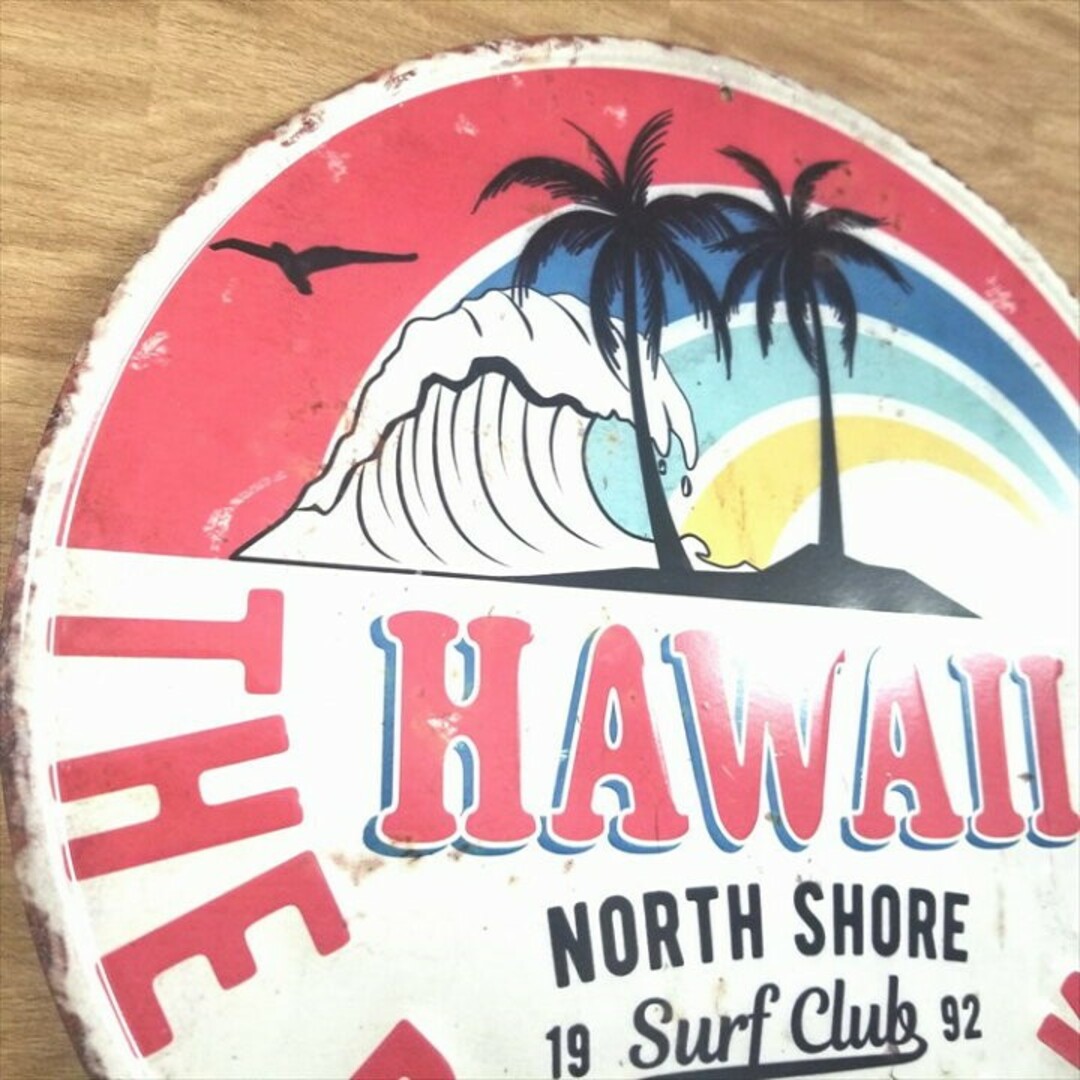 HAWAII
NORTH SHORE
19 Surf Club 92
THE